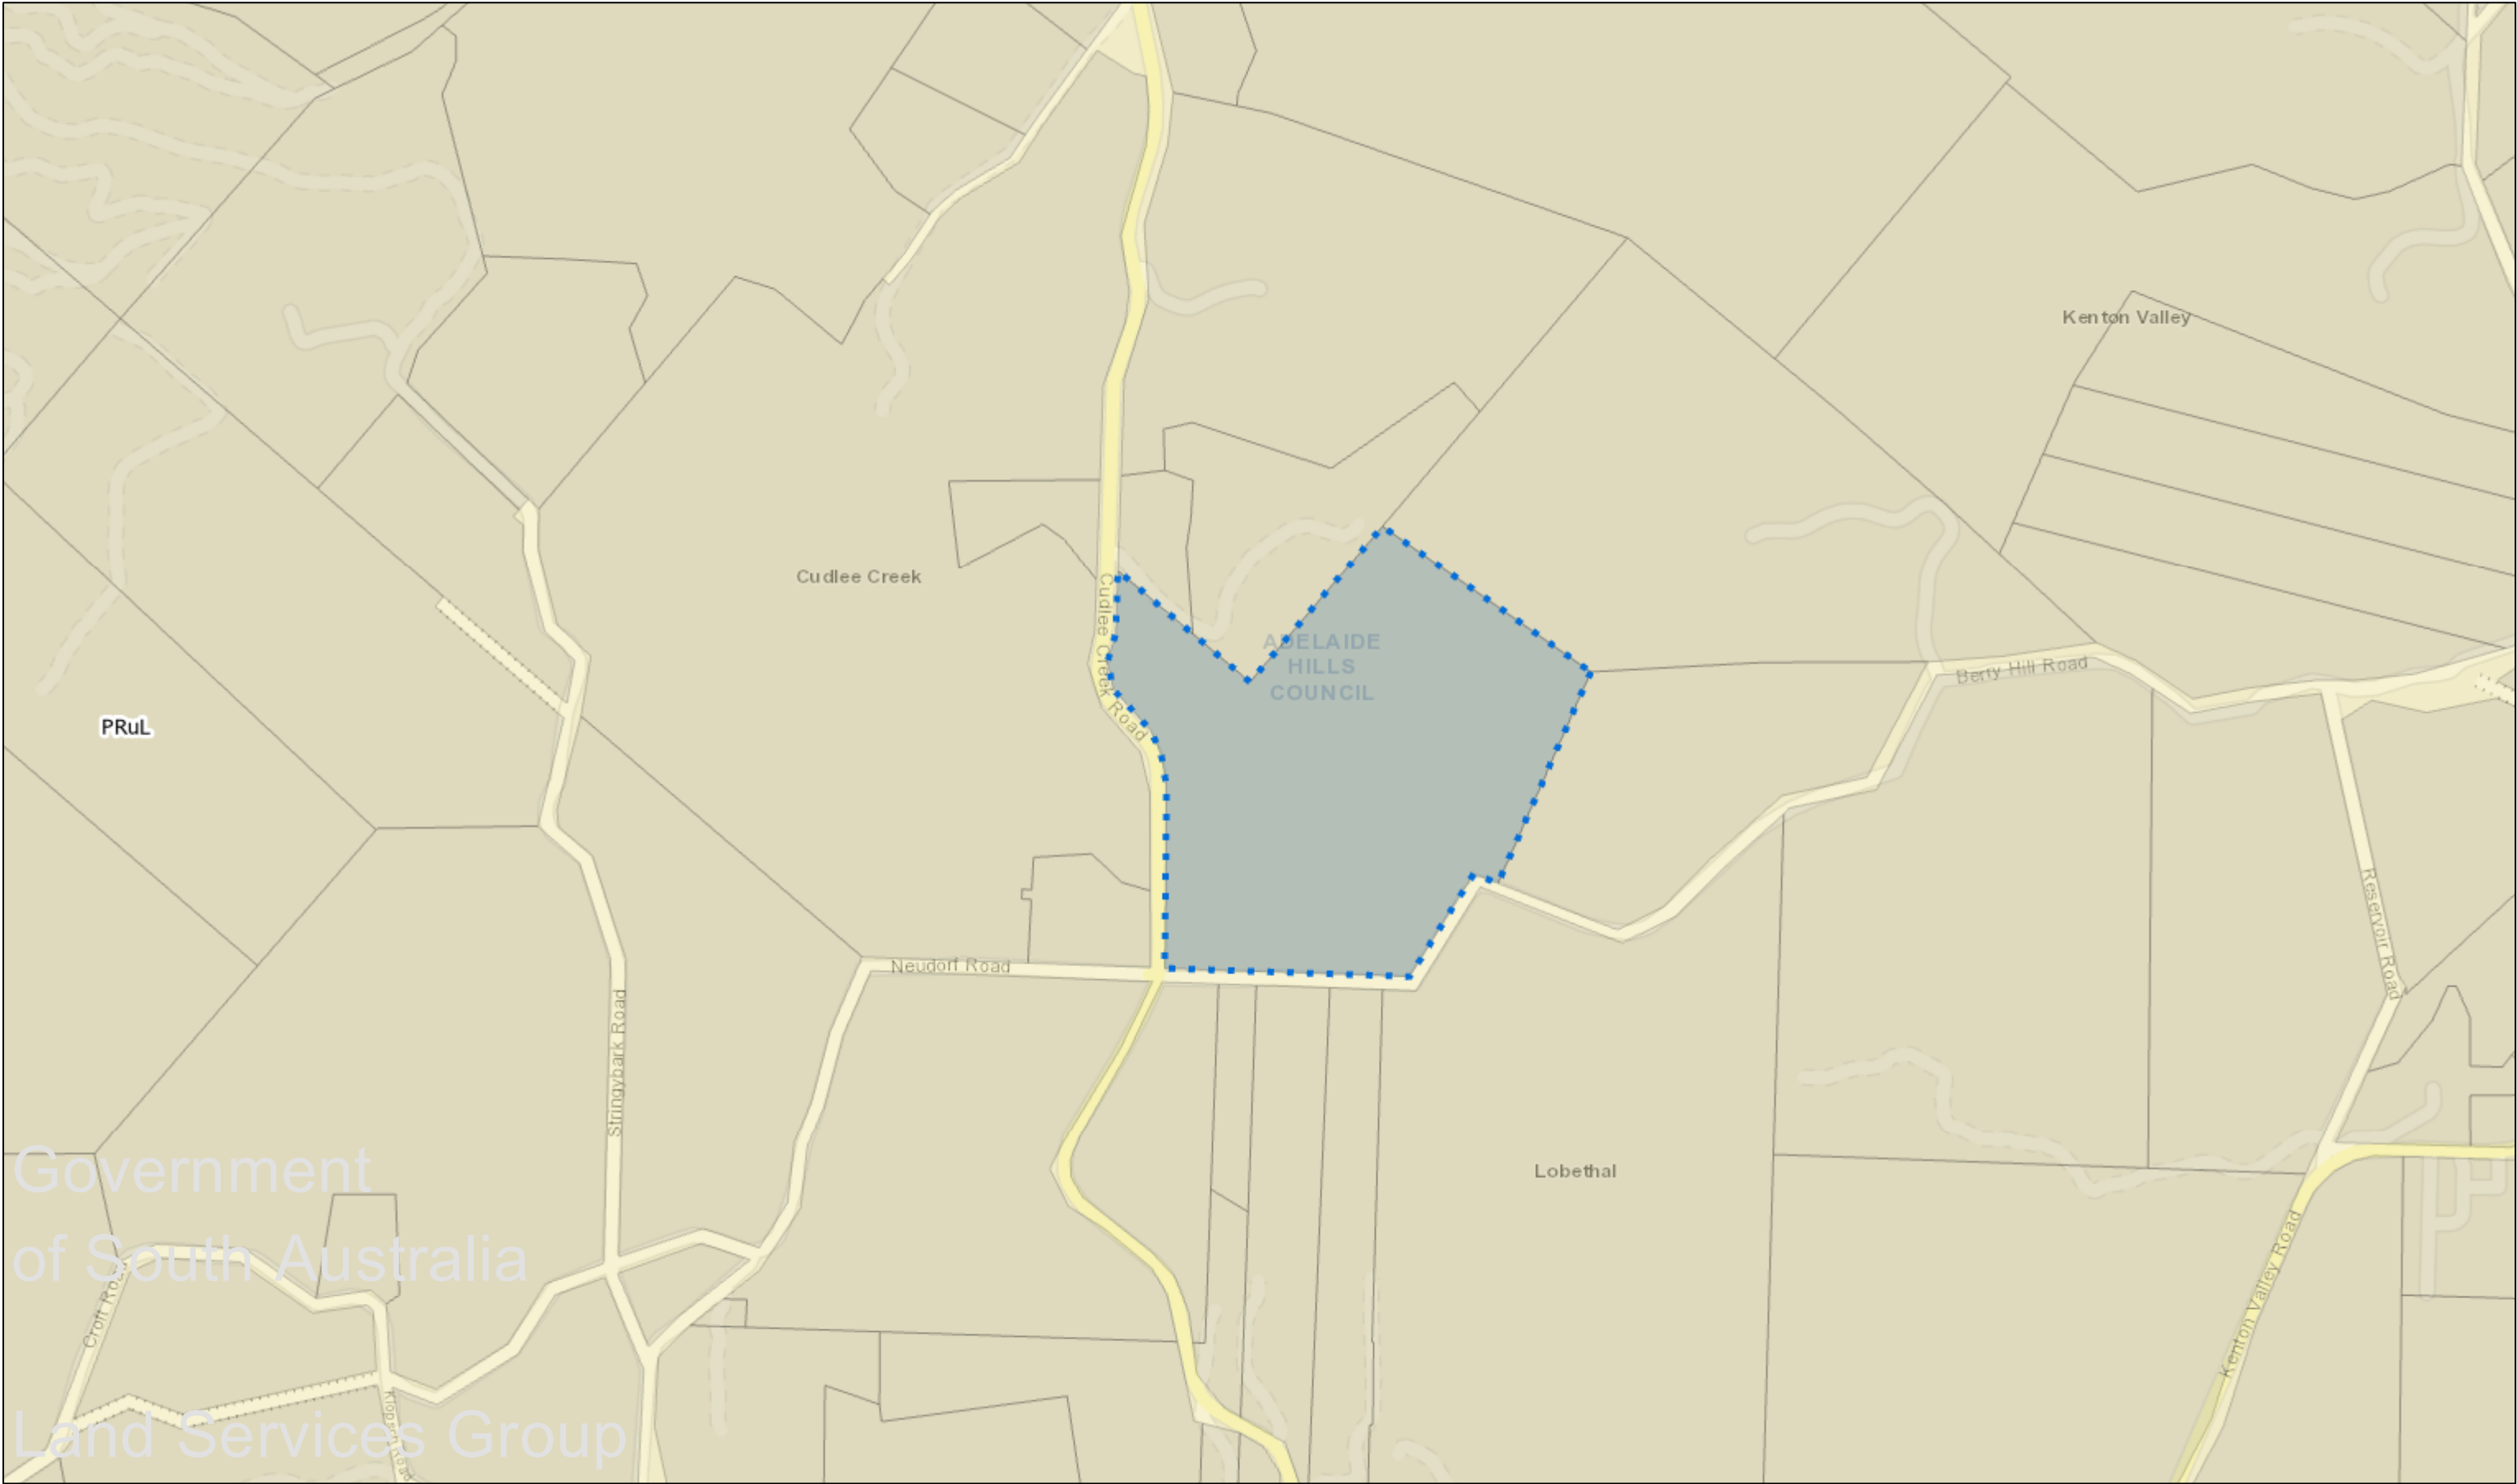 Kenton Valley
Cudlee Creek
Cudlee Creek Road
ADELAIDE
HILLS
COUNCIL
Berry Hill Road
PRuL
Reservoir Road
Neudorf Road
Stringybark Road
Lobethal
Government
of South Australia
Land Services Group
Croft Road
Kenton Valley Road
Road